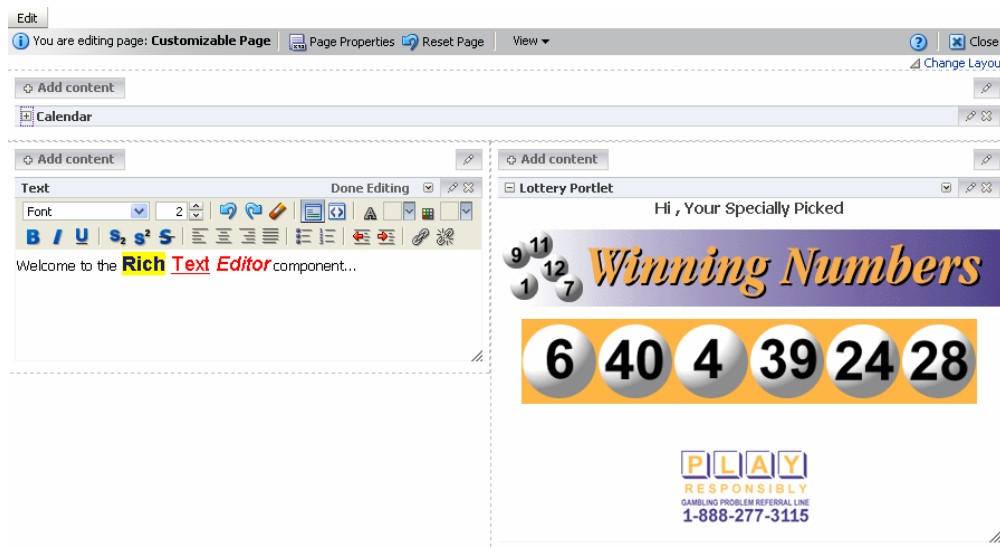 Edit
You are editing page: Customizable Page Page Properties Reset Page View Close
Change Layou
Add content
Calendar
Add content
Text Done Editing
Font 2
B I U S2 S² S A
Welcome to the Rich Text Editor component...
Add content
Lottery Portlet
Hi , Your Specially Picked
9 11 12 1 7
Winning Numbers
6 40 4 39 24 28
PLAY
RESPONSIBLY
GAMBLING PROBLEM REFERRAL LINE
1-888-277-3115